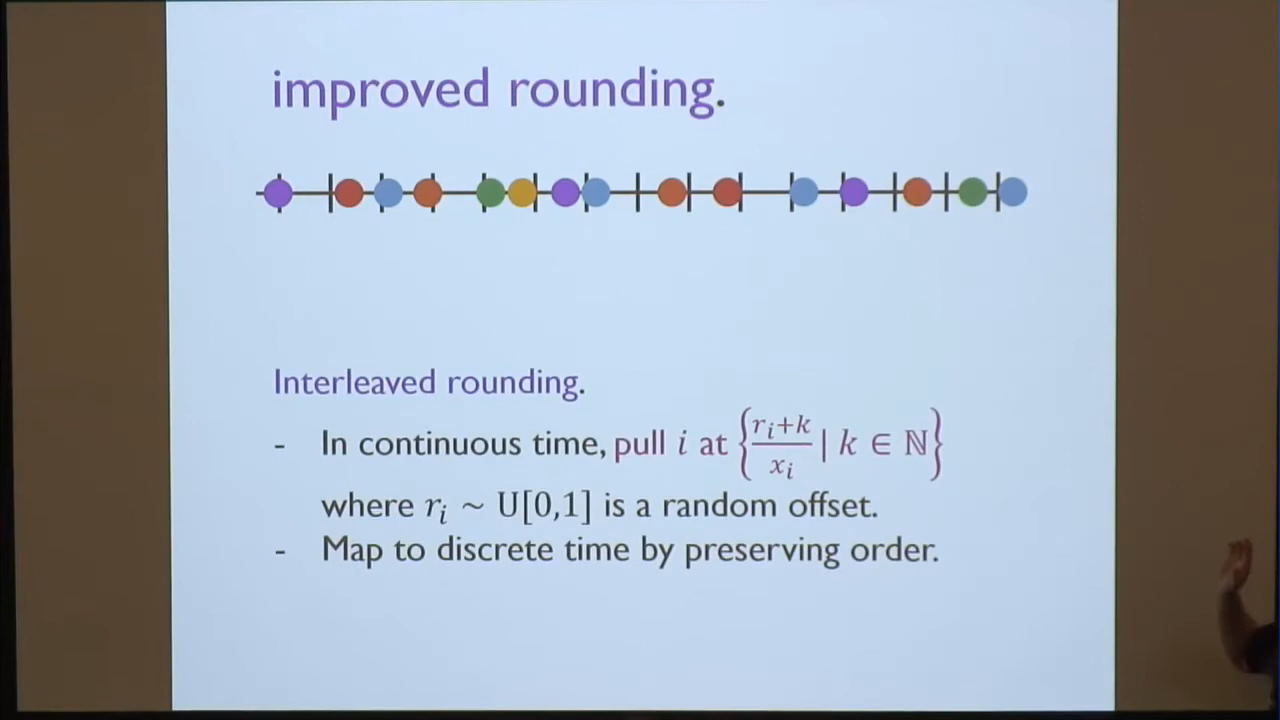 improved rounding.
Interleaved rounding.
- In continuous time, pull i at {(r_i+k)/x_i | k ∈ ℕ}
where r_i ~ U[0,1] is a random offset.
- Map to discrete time by preserving order.